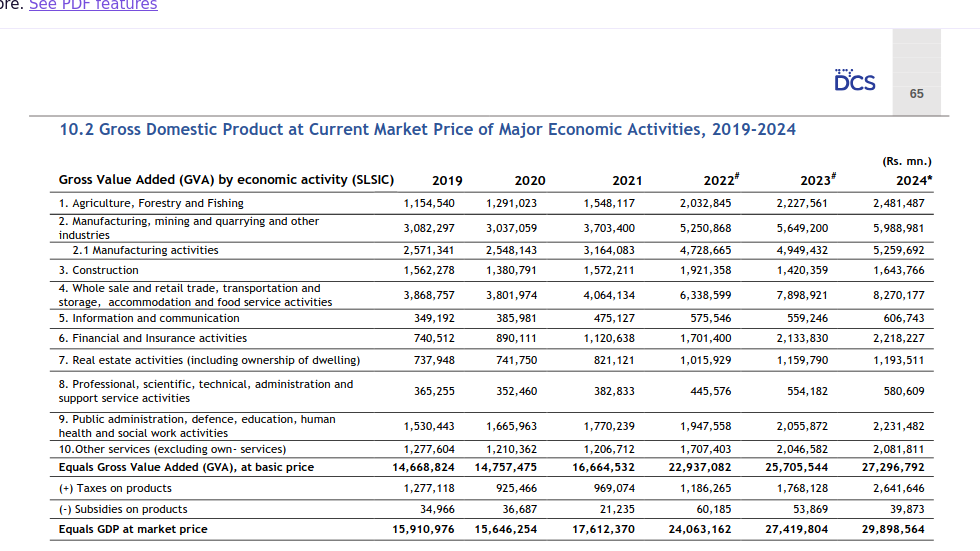 ore. See PDF features
DCS
65
10.2 Gross Domestic Product at Current Market Price of Major Economic Activities, 2019-2024
(Rs. mn.)
Gross Value Added (GVA) by economic activity (SLSIC) 2019 2020 2021 2022# 2023# 2024*
1. Agriculture, Forestry and Fishing 1,154,540 1,291,023 1,548,117 2,032,845 2,227,561 2,481,487
2. Manufacturing, mining and quarrying and other
industries 3,082,297 3,037,059 3,703,400 5,250,868 5,649,200 5,988,981
2.1 Manufacturing activities 2,571,341 2,548,143 3,164,083 4,728,665 4,949,432 5,259,692
3. Construction 1,562,278 1,380,791 1,572,211 1,921,358 1,420,359 1,643,766
4. Whole sale and retail trade, transportation and
storage, accommodation and food service activities 3,868,757 3,801,974 4,064,134 6,338,599 7,898,921 8,270,177
5. Information and communication 349,192 385,981 475,127 575,546 559,246 606,743
6. Financial and Insurance activities 740,512 890,111 1,120,638 1,701,400 2,133,830 2,218,227
7. Real estate activities (including ownership of dwelling) 737,948 741,750 821,121 1,015,929 1,159,790 1,193,511
8. Professional, scientific, technical, administration and
support service activities 365,255 352,460 382,833 445,576 554,182 580,609
9. Public administration, defence, education, human
health and social work activities 1,530,443 1,665,963 1,770,239 1,947,558 2,055,872 2,231,482
10.Other services (excluding own- services) 1,277,604 1,210,362 1,206,712 1,707,403 2,046,582 2,081,811
Equals Gross Value Added (GVA), at basic price 14,668,824 14,757,475 16,664,532 22,937,082 25,705,544 27,296,792
(+) Taxes on products 1,277,118 925,466 969,074 1,186,265 1,768,128 2,641,646
(-) Subsidies on products 34,966 36,687 21,235 60,185 53,869 39,873
Equals GDP at market price 15,910,976 15,646,254 17,612,370 24,063,162 27,419,804 29,898,564